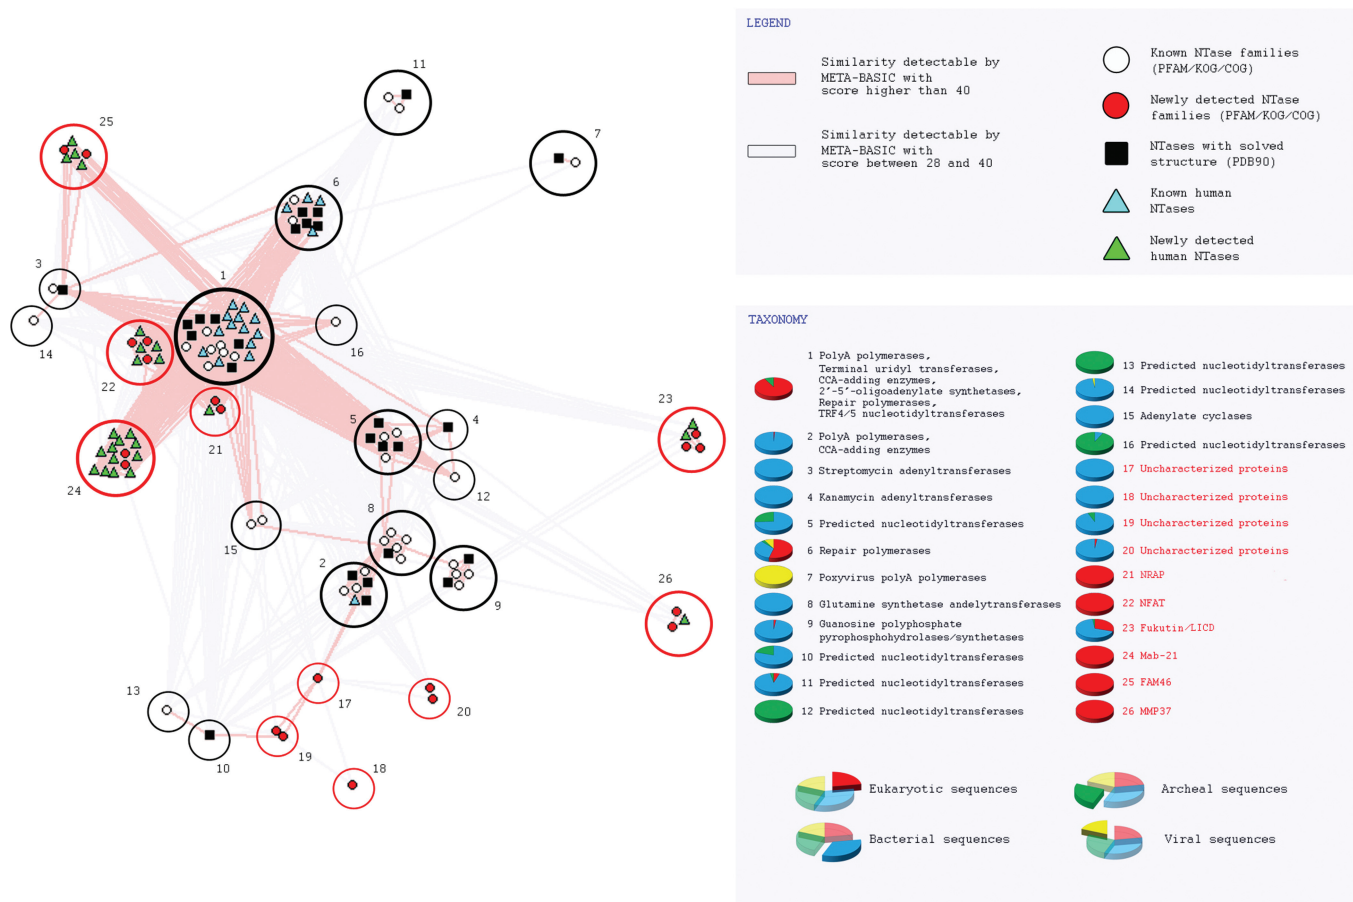 11
7
25
6
3
1
14
16
22
23
5
4
21
24
12
8
15
2
9
26
13
17
20
19
10
18
LEGEND
Similarity detectable by
META-BASIC with
score higher than 40
Similarity detectable by
META-BASIC with
score between 28 and 40
Known NTase families
(PFAM/KOG/COG)
Newly detected NTase
families (PFAM/KOG/COG)
NTases with solved
structure (PDB90)
Known human
NTases
Newly detected
human NTases
TAXONOMY
1 PolyA polymerases,
Terminal uridyl transferases,
CCA-adding enzymes,
2'-5'-oligoadenylate synthetases,
Repair polymerases,
TRF4/5 nucleotidyltransferases
2 PolyA polymerases,
CCA-adding enzymes
3 Streptomycin adenyltransferases
4 Kanamycin adenyltransferases
5 Predicted nucleotidyltransferases
6 Repair polymerases
7 Poxyvirus polyA polymerases
8 Glutamine synthetase andelytransferases
9 Guanosine polyphosphate
pyrophosphohydrolases/synthetases
10 Predicted nucleotidyltransferases
11 Predicted nucleotidyltransferases
12 Predicted nucleotidyltransferases
13 Predicted nucleotidyltransferases
14 Predicted nucleotidyltransferases
15 Adenylate cyclases
16 Predicted nucleotidyltransferases
17 Uncharacterized proteins
18 Uncharacterized proteins
19 Uncharacterized proteins
20 Uncharacterized proteins
21 NRAP
22 NFAT
23 Fukutin/LICD
24 Mab-21
25 FAM46
26 MMP37
Eukaryotic sequences
Archeal sequences
Bacterial sequences
Viral sequences